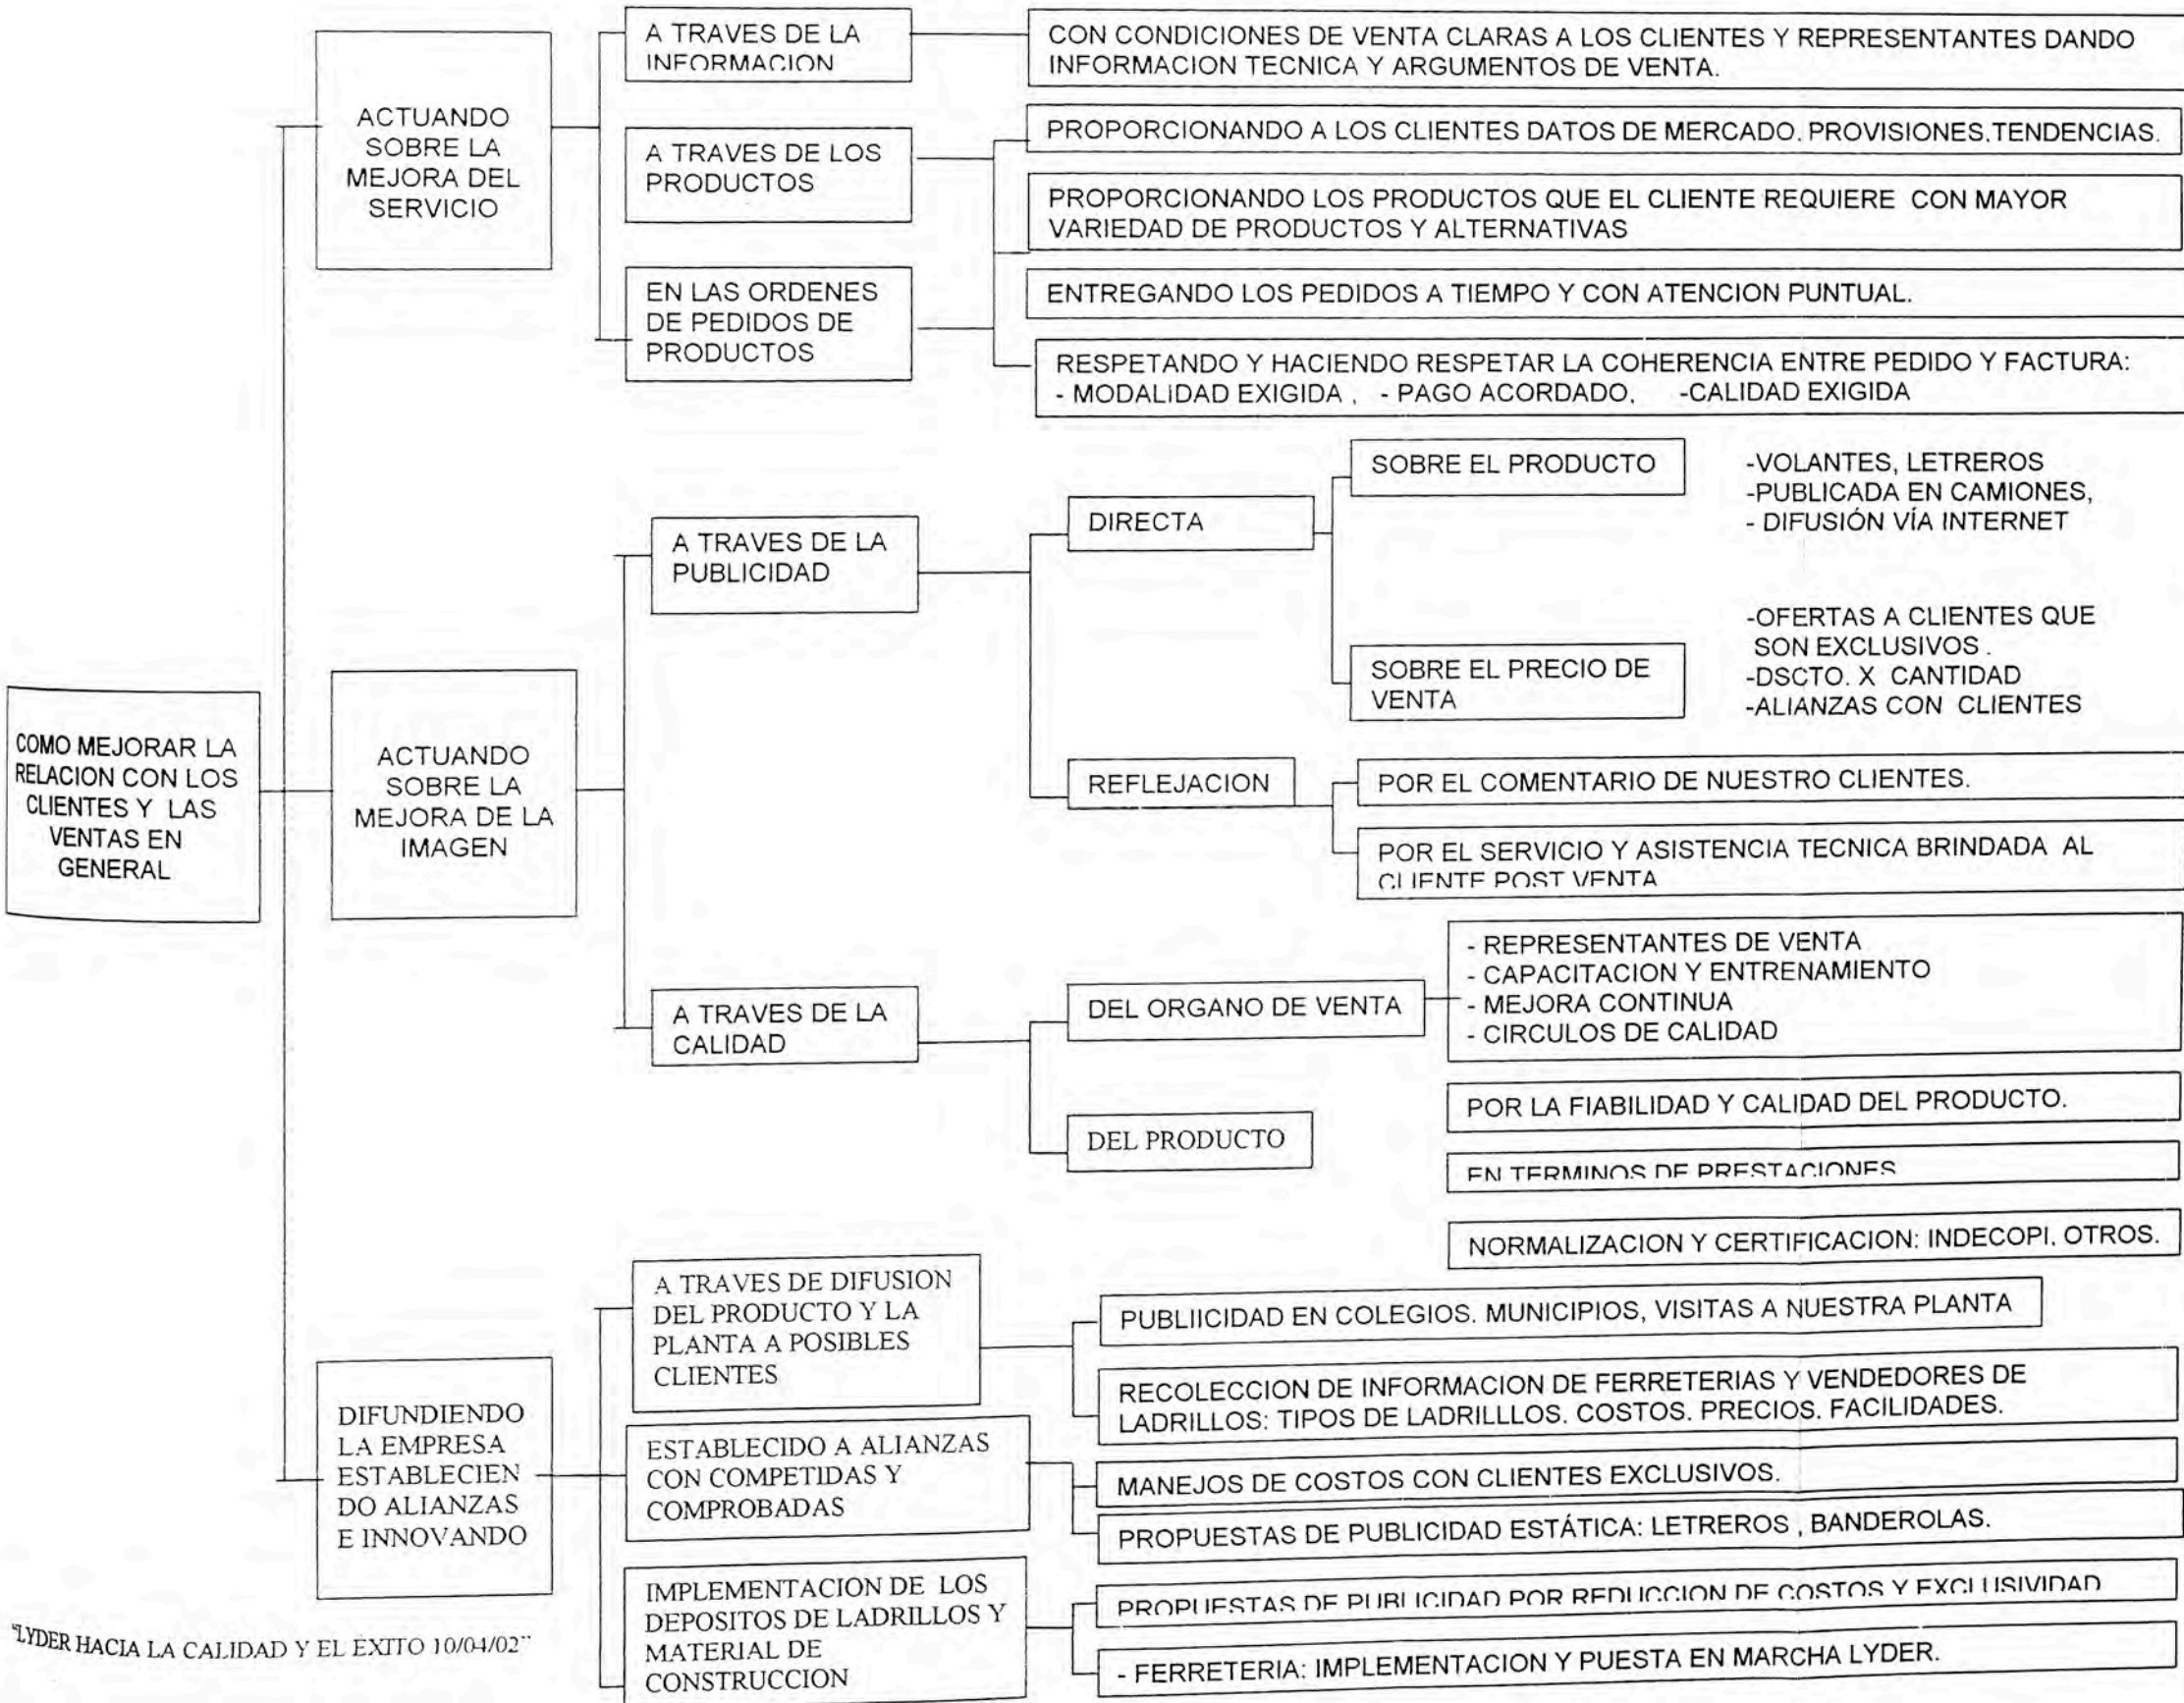 COMO MEJORAR LA
RELACION CON LOS
CLIENTES Y LAS
VENTAS EN
GENERAL
ACTUANDO
SOBRE LA
MEJORA DEL
SERVICIO
A TRAVES DE LA
INFORMACION
CON CONDICIONES DE VENTA CLARAS A LOS CLIENTES Y REPRESENTANTES DANDO
INFORMACION TECNICA Y ARGUMENTOS DE VENTA.
A TRAVES DE LOS
PRODUCTOS
PROPORCIONANDO A LOS CLIENTES DATOS DE MERCADO. PROVISIONES.TENDENCIAS.
PROPORCIONANDO LOS PRODUCTOS QUE EL CLIENTE REQUIERE CON MAYOR
VARIEDAD DE PRODUCTOS Y ALTERNATIVAS
EN LAS ORDENES
DE PEDIDOS DE
PRODUCTOS
ENTREGANDO LOS PEDIDOS A TIEMPO Y CON ATENCION PUNTUAL.
RESPETANDO Y HACIENDO RESPETAR LA COHERENCIA ENTRE PEDIDO Y FACTURA:
- MODALIDAD EXIGIDA , - PAGO ACORDADO, -CALIDAD EXIGIDA
ACTUANDO
SOBRE LA
MEJORA DE LA
IMAGEN
A TRAVES DE LA
PUBLICIDAD
DIRECTA
SOBRE EL PRODUCTO
-VOLANTES, LETREROS
-PUBLICADA EN CAMIONES,
- DIFUSIÓN VÍA INTERNET
SOBRE EL PRECIO DE
VENTA
-OFERTAS A CLIENTES QUE
SON EXCLUSIVOS .
-DSCTO. X CANTIDAD
-ALIANZAS CON CLIENTES
REFLEJACION
POR EL COMENTARIO DE NUESTRO CLIENTES.
POR EL SERVICIO Y ASISTENCIA TECNICA BRINDADA AL
CLIENTE POST VENTA
A TRAVES DE LA
CALIDAD
DEL ORGANO DE VENTA
- REPRESENTANTES DE VENTA
- CAPACITACION Y ENTRENAMIENTO
- MEJORA CONTINUA
- CIRCULOS DE CALIDAD
DEL PRODUCTO
POR LA FIABILIDAD Y CALIDAD DEL PRODUCTO.
EN TERMINOS DE PRESTACIONES
NORMALIZACION Y CERTIFICACION: INDECOPI. OTROS.
DIFUNDIENDO
LA EMPRESA
ESTABLECIEN
DO ALIANZAS
E INNOVANDO
A TRAVES DE DIFUSION
DEL PRODUCTO Y LA
PLANTA A POSIBLES
CLIENTES
PUBLIICIDAD EN COLEGIOS. MUNICIPIOS, VISITAS A NUESTRA PLANTA
RECOLECCION DE INFORMACION DE FERRETERIAS Y VENDEDORES DE
LADRILLOS: TIPOS DE LADRILLLOS. COSTOS. PRECIOS. FACILIDADES.
ESTABLECIDO A ALIANZAS
CON COMPETIDAS Y
COMPROBADAS
MANEJOS DE COSTOS CON CLIENTES EXCLUSIVOS.
PROPUESTAS DE PUBLICIDAD ESTÁTICA: LETREROS , BANDEROLAS.
IMPLEMENTACION DE LOS
DEPOSITOS DE LADRILLOS Y
MATERIAL DE
CONSTRUCCION
PROPUESTAS DE PUBLICIDAD POR REDUCCION DE COSTOS Y EXCLUSIVIDAD
- FERRETERIA: IMPLEMENTACION Y PUESTA EN MARCHA LYDER.
"LYDER HACIA LA CALIDAD Y EL ÉXITO 10/04/02"